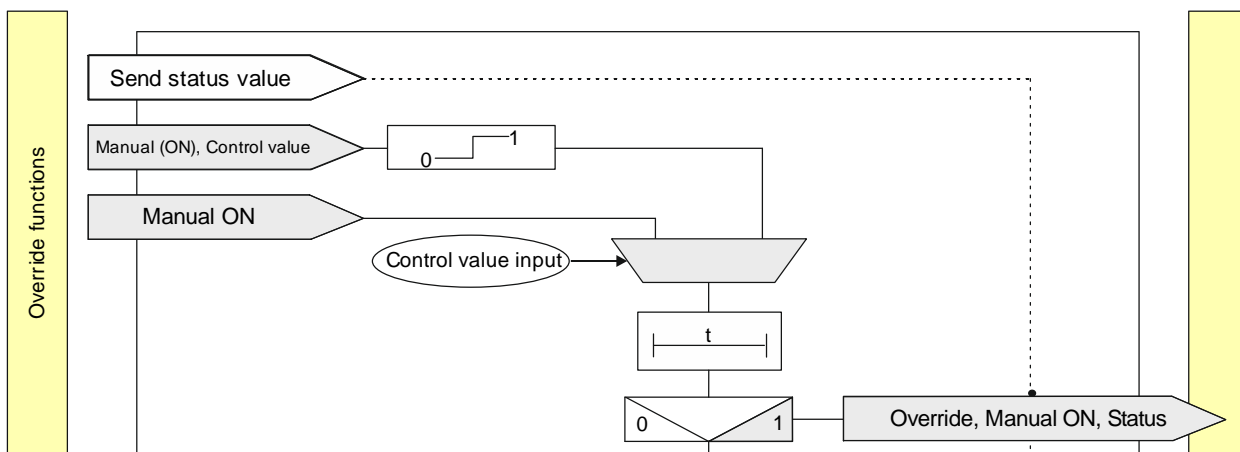 Override functions
Send status value
Manual (ON), Control value
0 1
Manual ON
Control value input
t
0 1
Override, Manual ON, Status